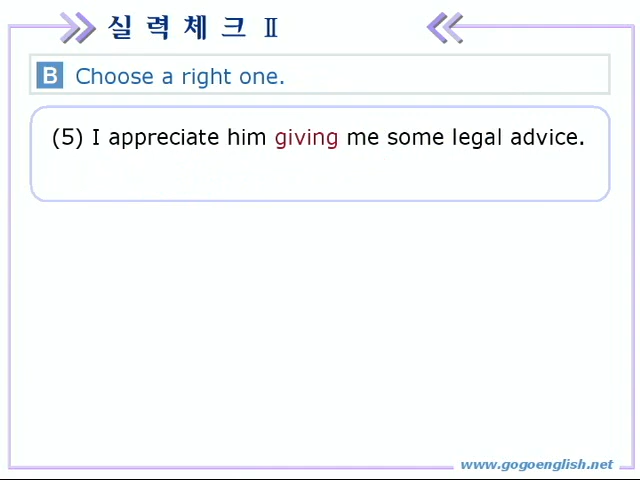 실력체크 Ⅱ
B Choose a right one.
(5) I appreciate him giving me some legal advice.
www.gogoenglish.net